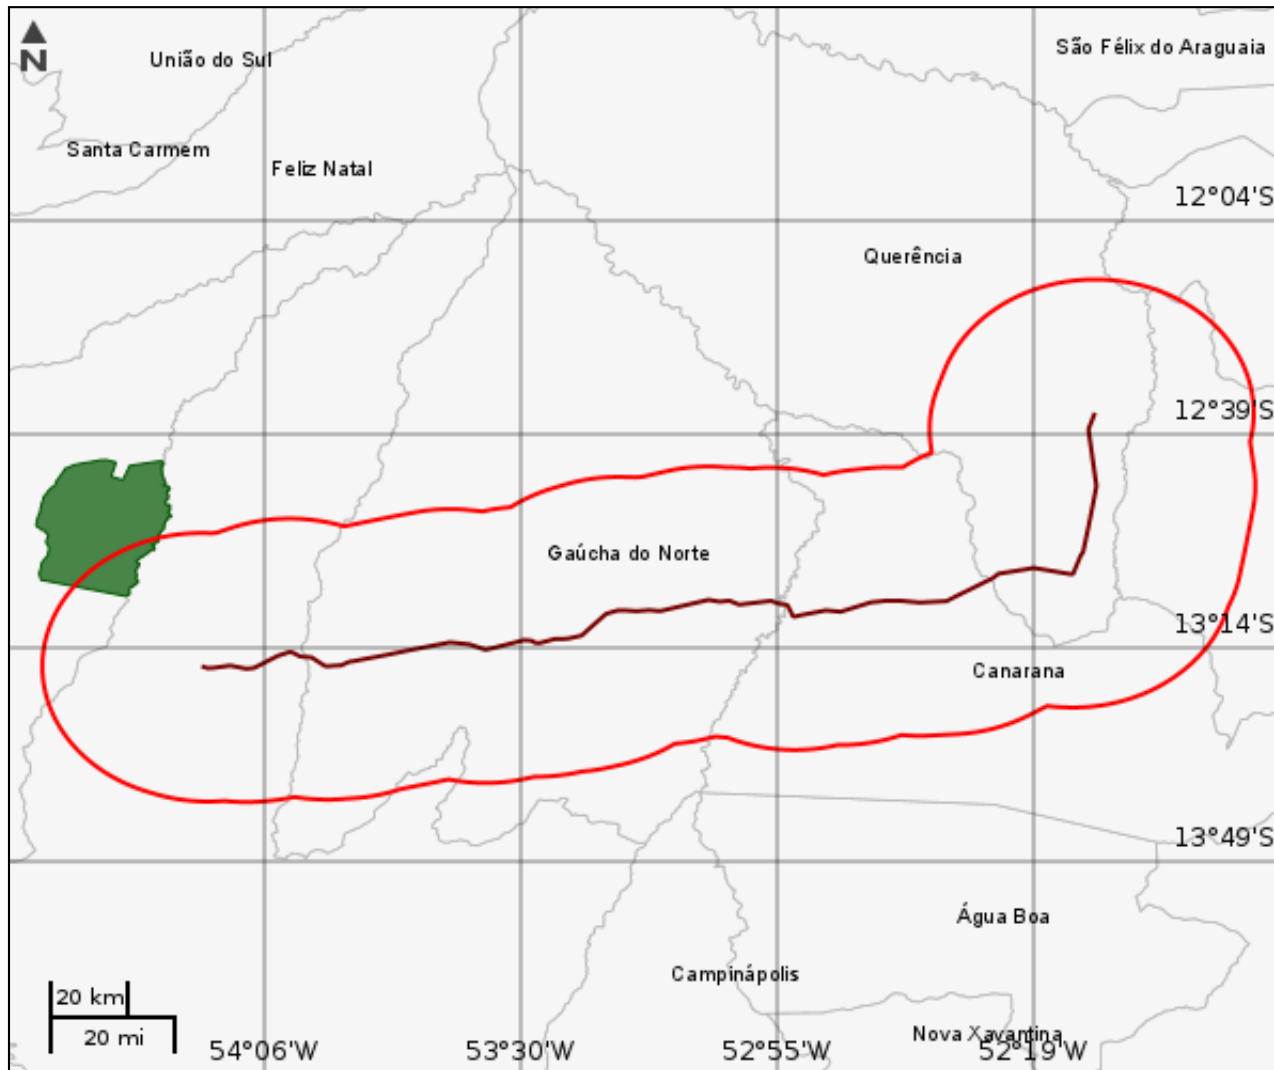 N
União do Sul
São Félix do Araguaia
Santa Carmem
Feliz Natal
12°04'S
Querência
12°39'S
Gaúcha do Norte
13°14'S
Canarana
13°49'S
Água Boa
Campinápolis
20 km
20 mi
Nova Xavantina
54°06'W
53°30'W
52°55'W
52°19'W